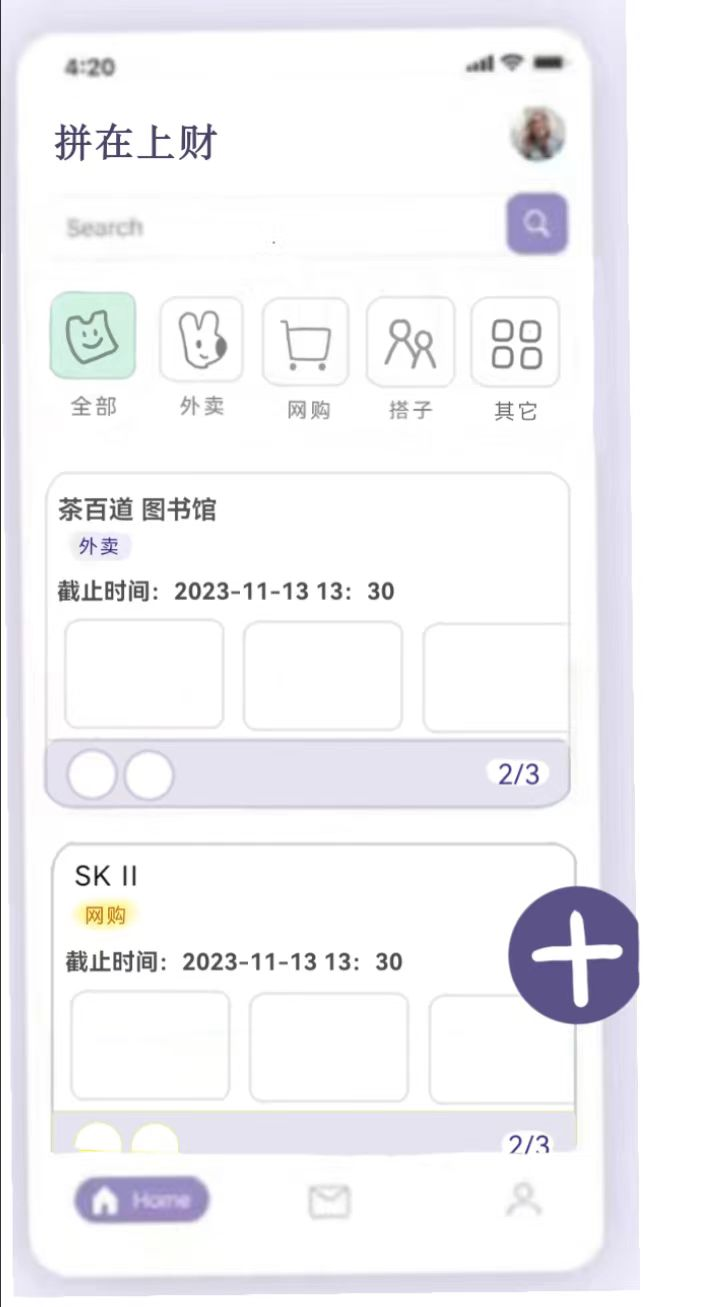 4:20
拼在上财
Search
全部 外卖 网购 搭子 其它
茶百道 图书馆
外卖
截止时间：2023-11-13 13：30
2/3
SK II
网购
截止时间：2023-11-13 13：30
2/3
Home